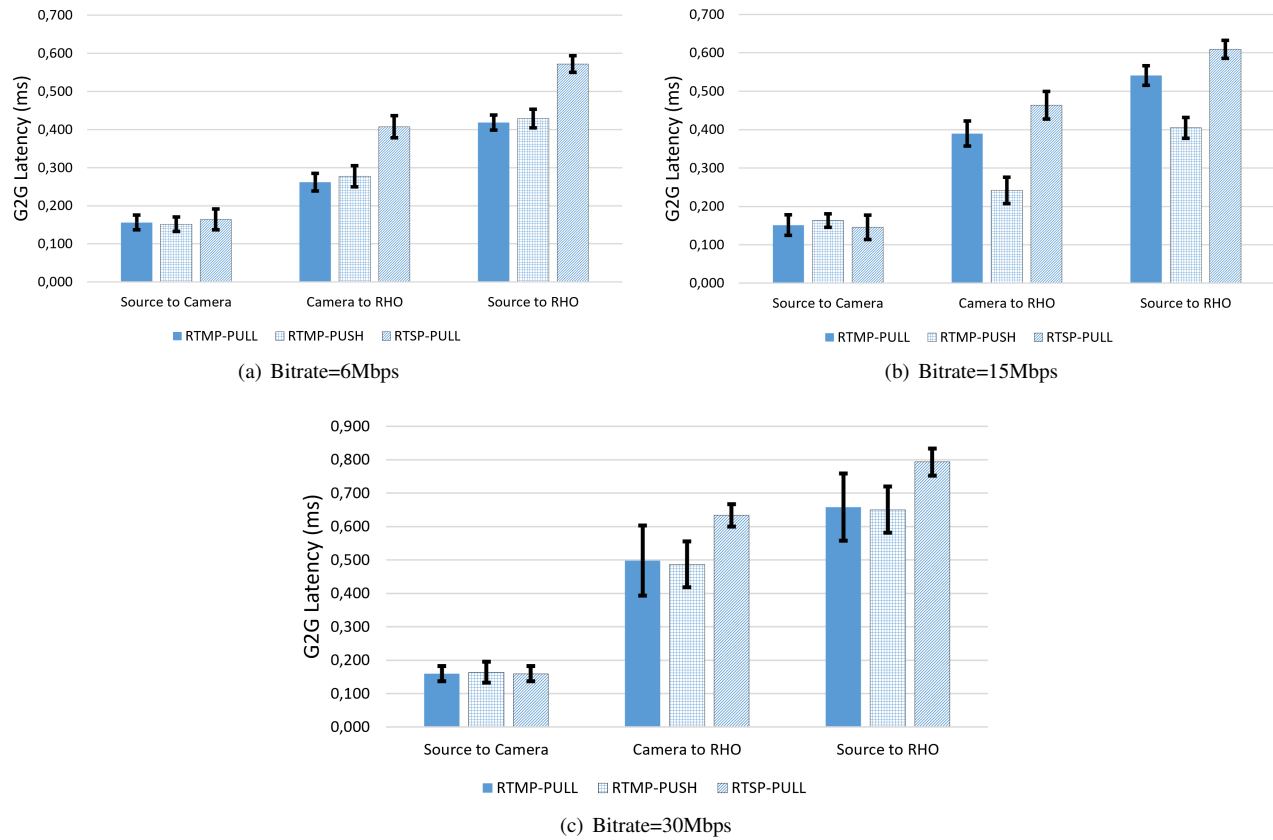 0,700
0,600
0,500
0,400
0,300
0,200
0,100
0,000
G2G Latency (ms)
Source to Camera Camera to RHO Source to RHO
RTMP-PULL RTMP-PUSH RTSP-PULL
(a) Bitrate=6Mbps
0,700
0,600
0,500
0,400
0,300
0,200
0,100
0,000
G2G Latency (ms)
Source to Camera Camera to RHO Source to RHO
RTMP-PULL RTMP-PUSH RTSP-PULL
(b) Bitrate=15Mbps
0,900
0,800
0,700
0,600
0,500
0,400
0,300
0,200
0,100
0,000
G2G Latency (ms)
Source to Camera Camera to RHO Source to RHO
RTMP-PULL RTMP-PUSH RTSP-PULL
(c) Bitrate=30Mbps